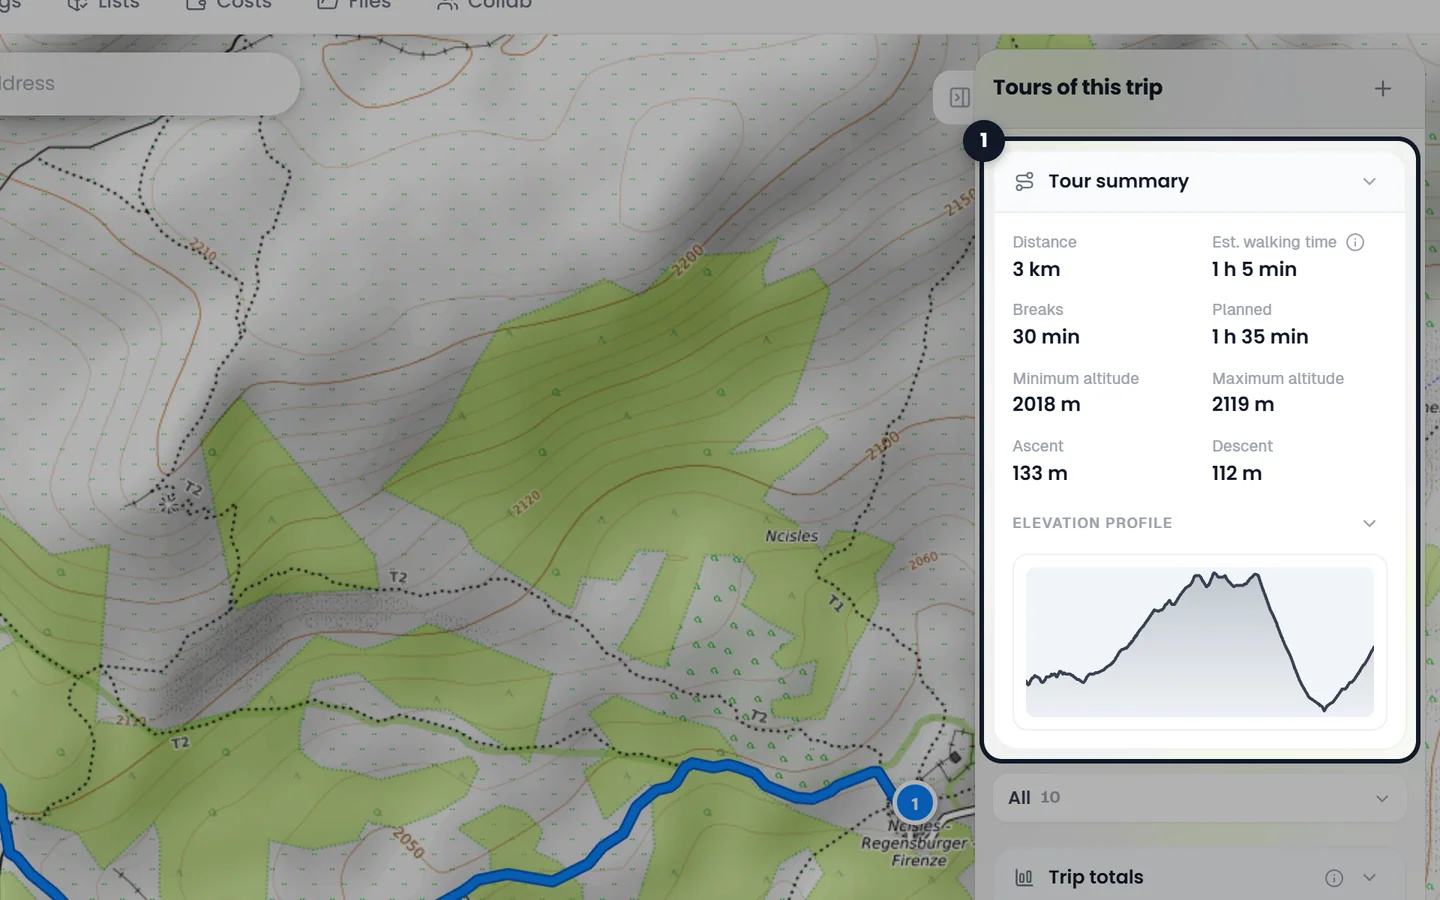 gs Lists Costs Files Collab
ddress
Tours of this trip
1
Tour summary
Distance Est. walking time
3 km 1 h 5 min
Breaks Planned
30 min 1 h 35 min
Minimum altitude Maximum altitude
2018 m 2119 m
Ascent Descent
133 m 112 m
ELEVATION PROFILE
All 10
Trip totals
2150
2210
2200
2100
T2
2120
Ncisles
2060
T2
T1
T2
2110
T2
1
Ncisles -
Regensburger
Firenze
2050